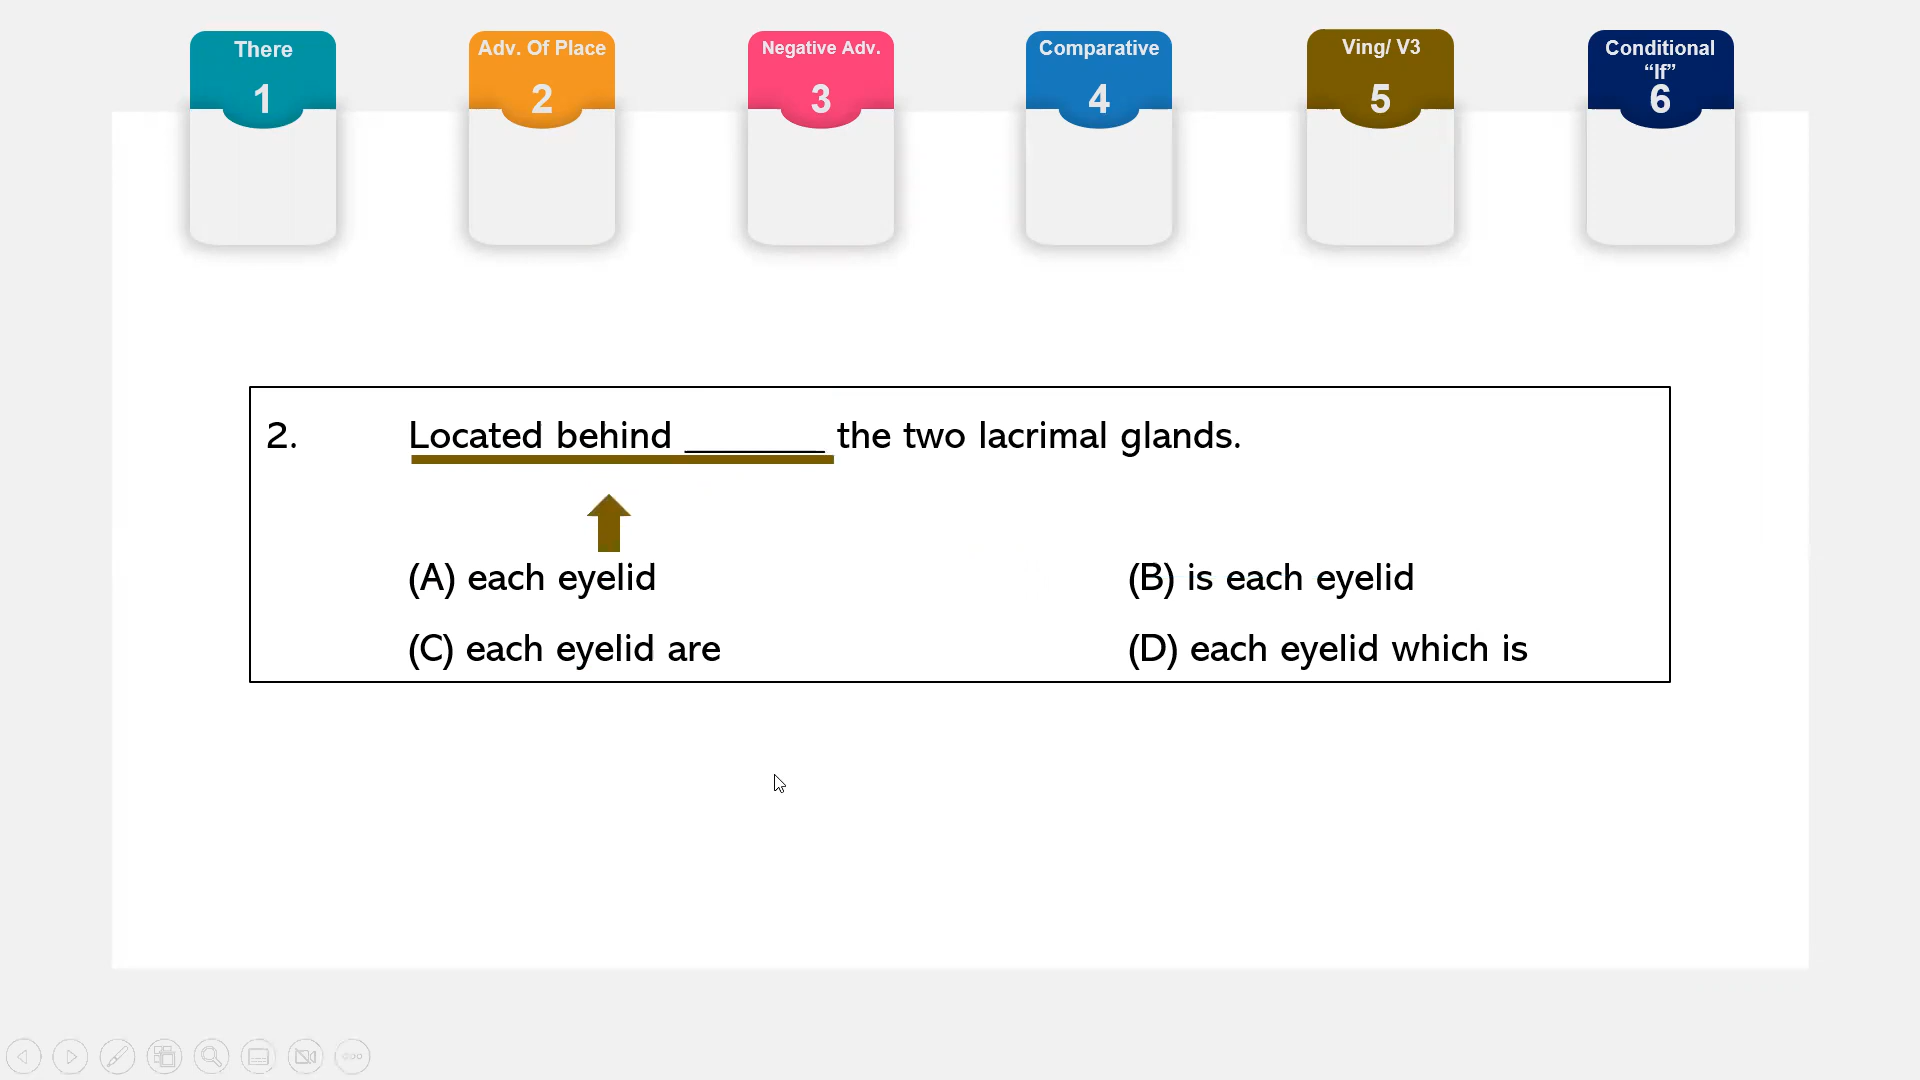 There
1
Adv. Of Place
2
Negative Adv.
3
Comparative
4
Ving/ V3
5
Conditional
“If”
6
2. Located behind _______ the two lacrimal glands.
(A) each eyelid (B) is each eyelid
(C) each eyelid are (D) each eyelid which is